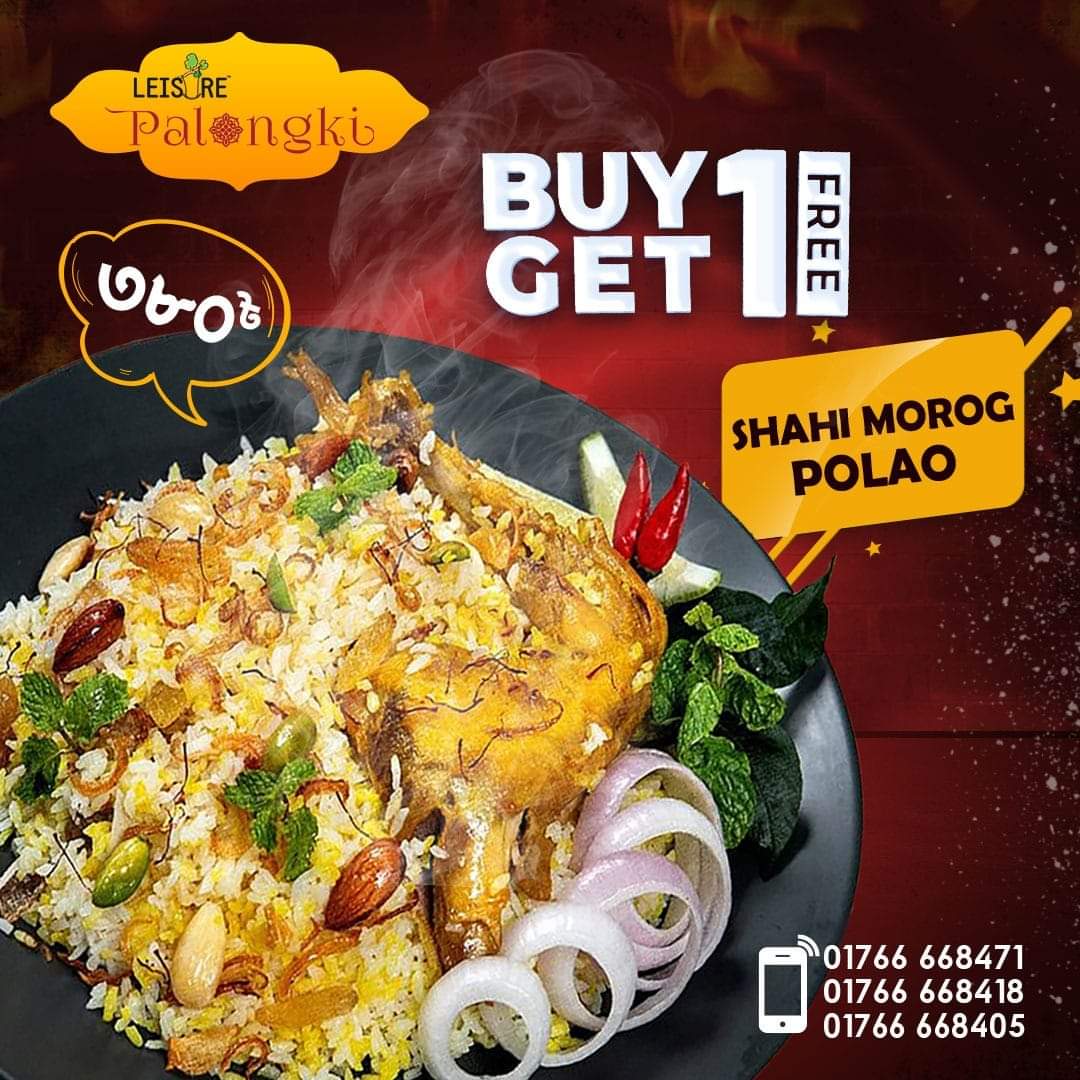 LEISURE
Palongki
BUY 1 FREE
GET
৩৮০৳
SHAHI MOROG
POLAO
01766 668471
01766 668418
01766 668405